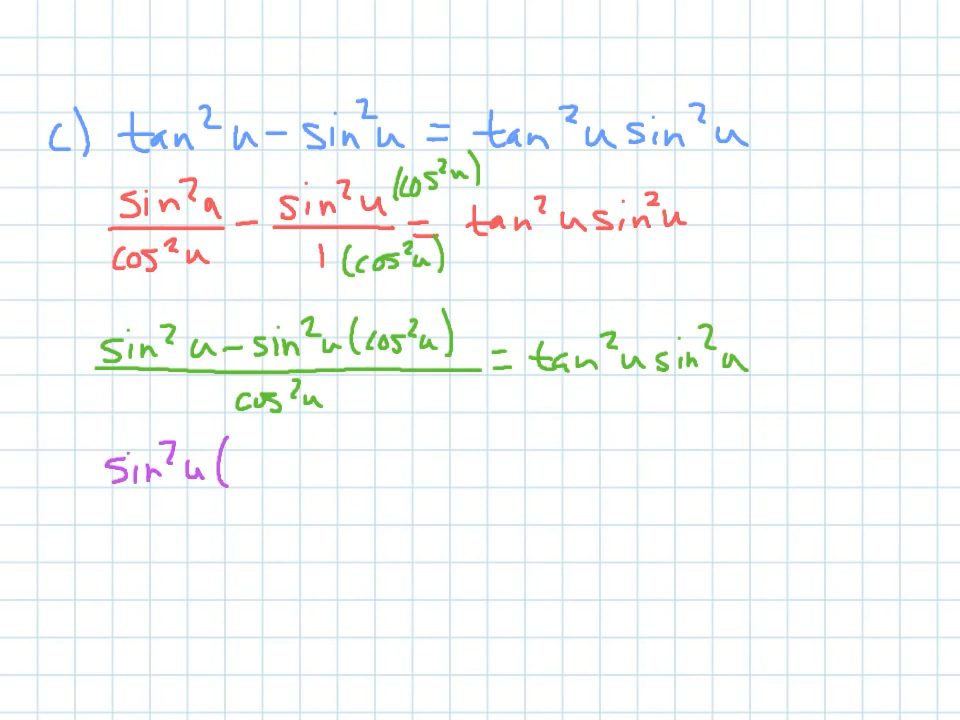 c) tan²u − sin²u = tan²u sin²u
sin²u/cos²u − sin²u (cos²u)/1 (cos²u) = tan²u sin²u
(sin²u − sin²u (cos²u))/cos²u = tan²u sin²u
sin²u (